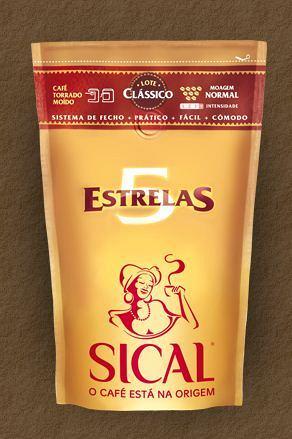 CAFÉ
TORRADO
MOÍDO
LOTE
CLÁSSICO
MOAGEM
NORMAL
INTENSIDADE
SISTEMA DE FECHO + PRÁTICO + FÁCIL + CÓMODO
5
ESTRELAS
SICAL®
O CAFÉ ESTÁ NA ORIGEM